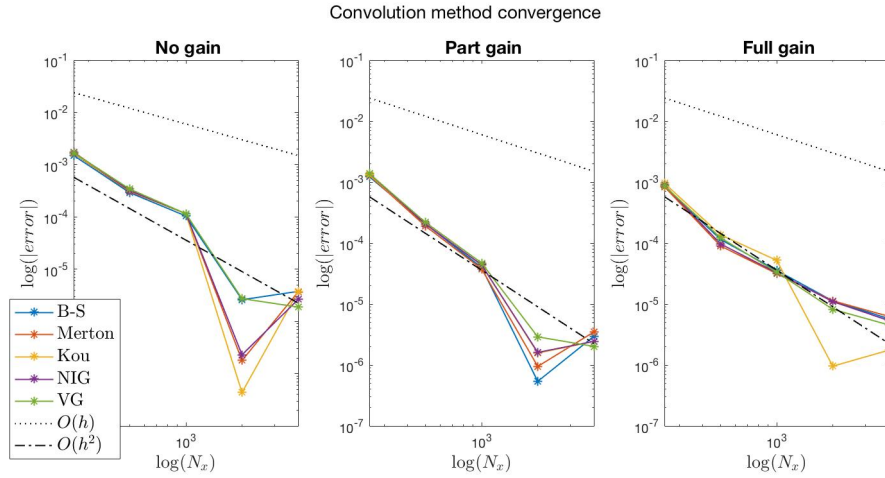 Convolution method convergence
No gain
10^-1
10^-2
10^-3
10^-4
10^-5
10^3
log(|error|)
log(N_x)
B-S
Merton
Kou
NIG
VG
O(h)
O(h^2)
Part gain
10^-1
10^-2
10^-3
10^-4
10^-5
10^-6
10^-7
10^3
log(|error|)
log(N_x)
Full gain
10^-1
10^-2
10^-3
10^-4
10^-5
10^-6
10^-7
10^3
log(|error|)
log(N_x)